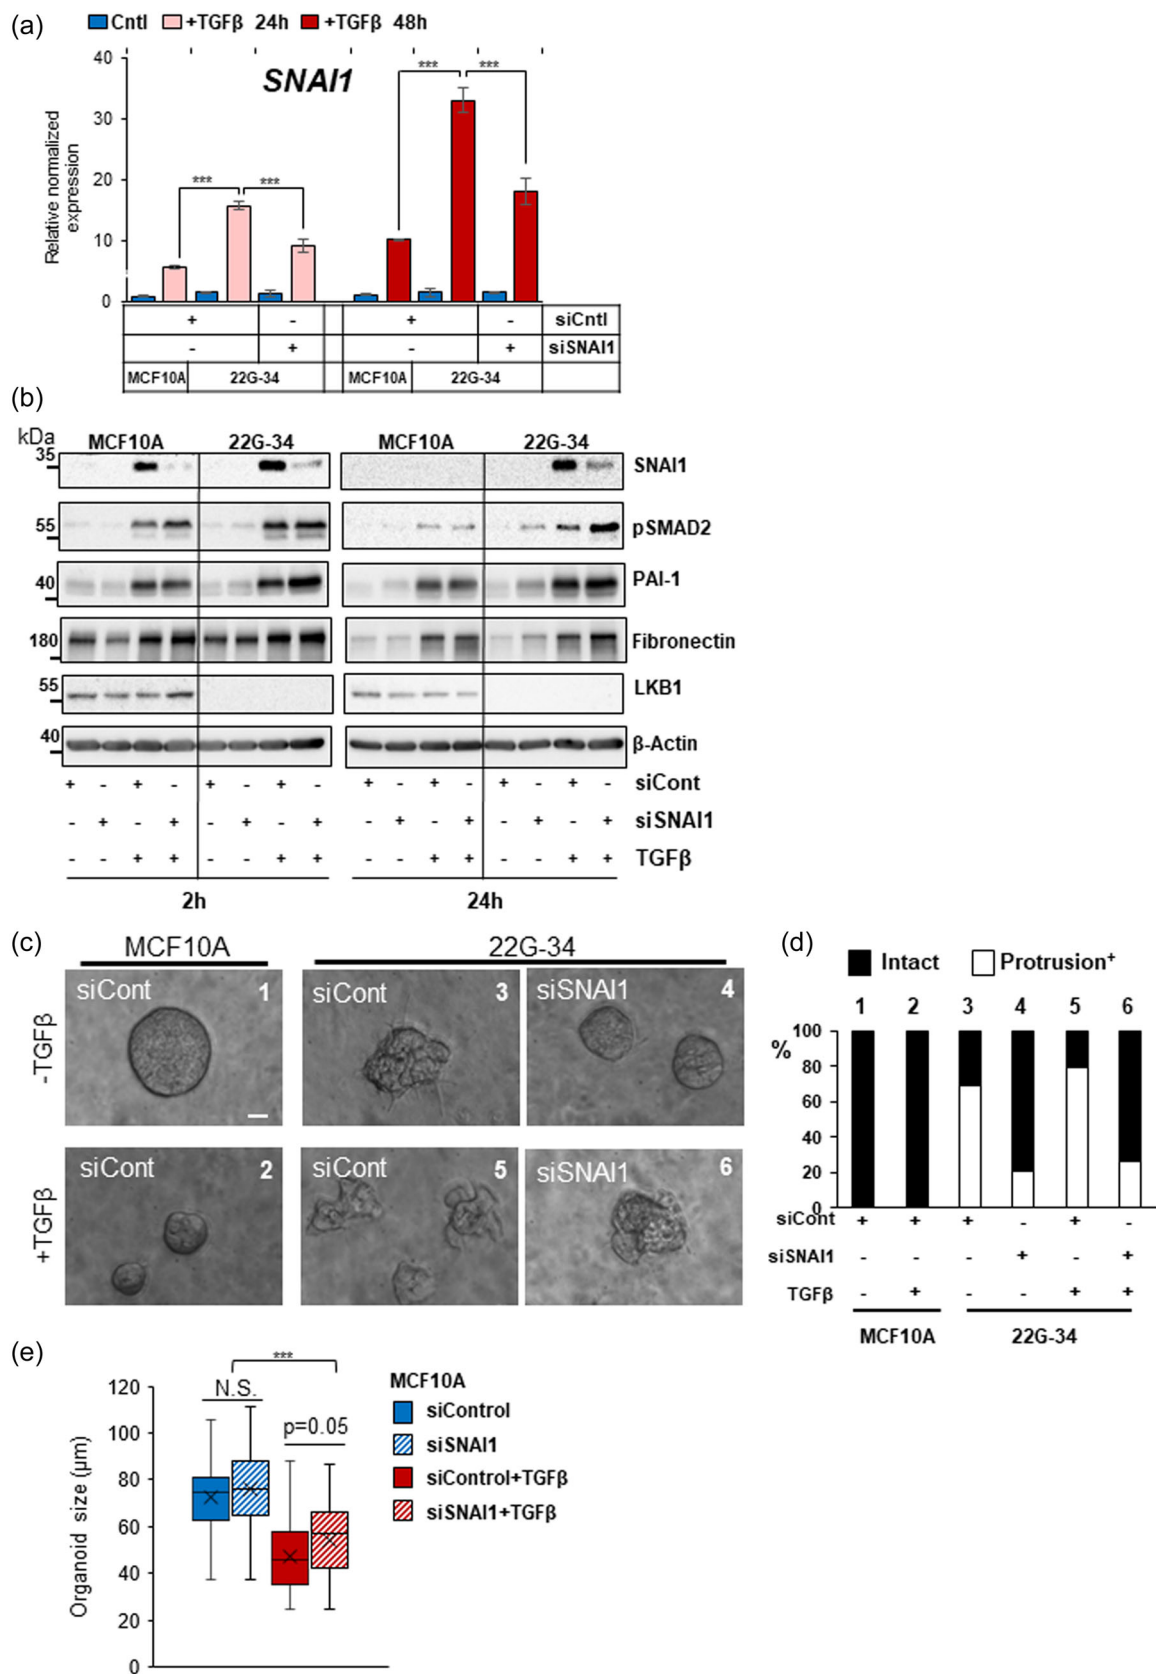 (a)
Cntl +TGFβ 24h +TGFβ 48h
SNAI1
Relative normalized
expression
40
30
20
10
0
*** *** *** ***
+ - + - siCntl
- + - + siSNAI1
MCF10A 22G-34 MCF10A 22G-34
(b)
kDa MCF10A 22G-34 MCF10A 22G-34
35 SNAI1
55 pSMAD2
40 PAI-1
180 Fibronectin
55 LKB1
40 β-Actin
+ - + - + - + - + - + - + - + - siCont
- + - + - + - + - + - + - + - + siSNAI1
- - + + - - + + - - + + - - + + TGFβ
2h 24h
(c)
MCF10A 22G-34
-TGFβ
siCont 1 siCont 3 siSNAI1 4
+TGFβ
siCont 2 siCont 5 siSNAI1 6
(d)
Intact Protrusion+
1 2 3 4 5 6
%
100
80
60
40
20
0
siCont + + + - + -
siSNAI1 - - - + - +
TGFβ - + - - + +
MCF10A 22G-34
(e)
Organoid size (µm)
120
100
80
60
40
20
0
***
N.S.
p=0.05
MCF10A
siControl
siSNAI1
siControl+TGFβ
siSNAI1+TGFβ